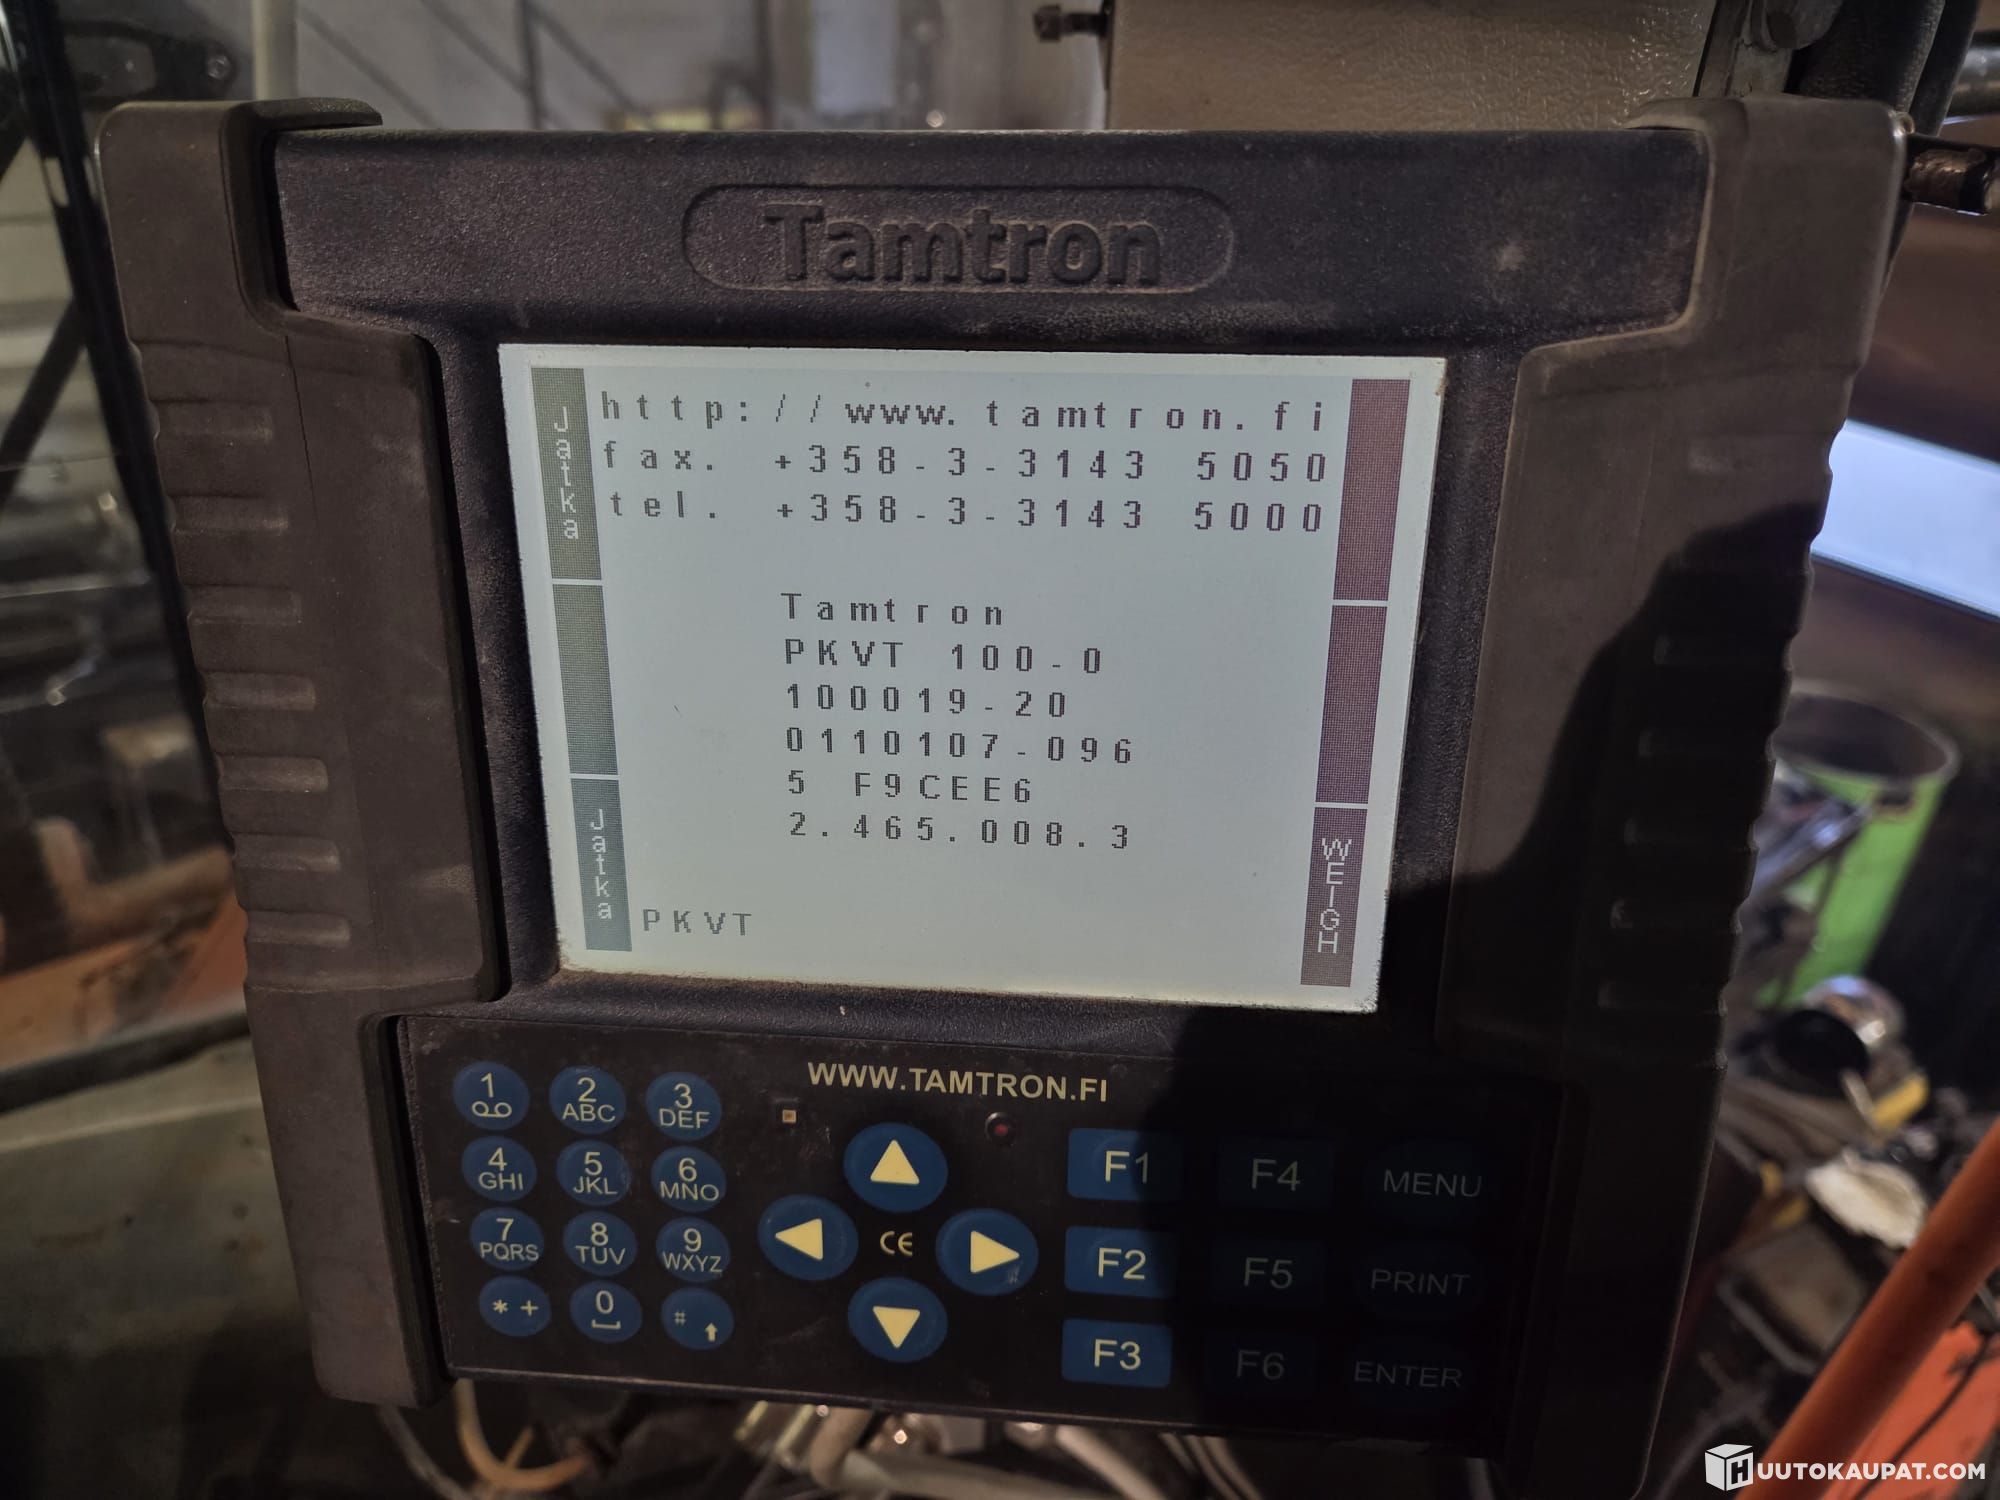 Tamtron
Jatka
http://www.tamtron.fi
fax. +358-3-3143 5050
tel. +358-3-3143 5000
Tamtron
PKVT 100-0
100019-20
0110107-096
5 F9CEE6
2.465.008.3
Jatka
PKVT
WEIGH
WWW.TAMTRON.FI
1
2 ABC
3 DEF
4 GHI
5 JKL
6 MNO
7 PQRS
8 TUV
9 WXYZ
* +
0
#
CE
F1
F4
MENU
F2
F5
PRINT
F3
F6
ENTER
HUUTOKAUPAT.COM